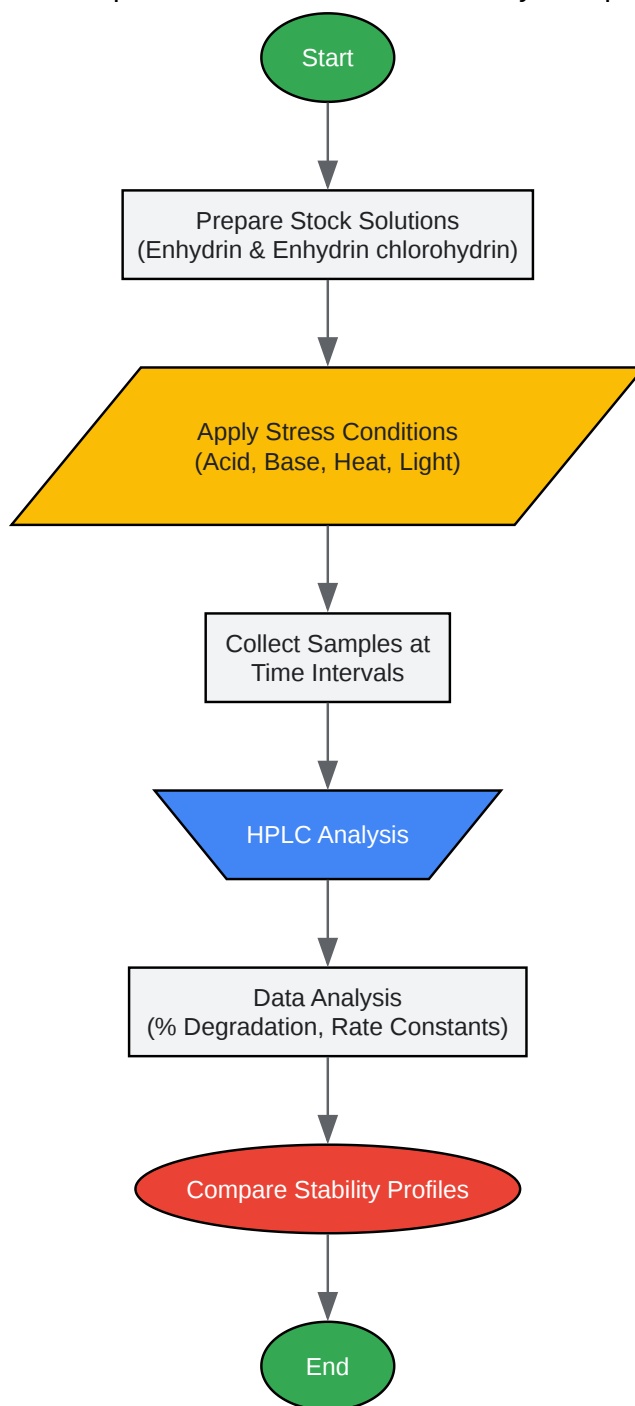 Start
Prepare Stock Solutions
(Enhydrin & Enhydrin chlorohydrin)
Apply Stress Conditions
(Acid, Base, Heat, Light)
Collect Samples at
Time Intervals
HPLC Analysis
Data Analysis
(% Degradation, Rate Constants)
Compare Stability Profiles
End